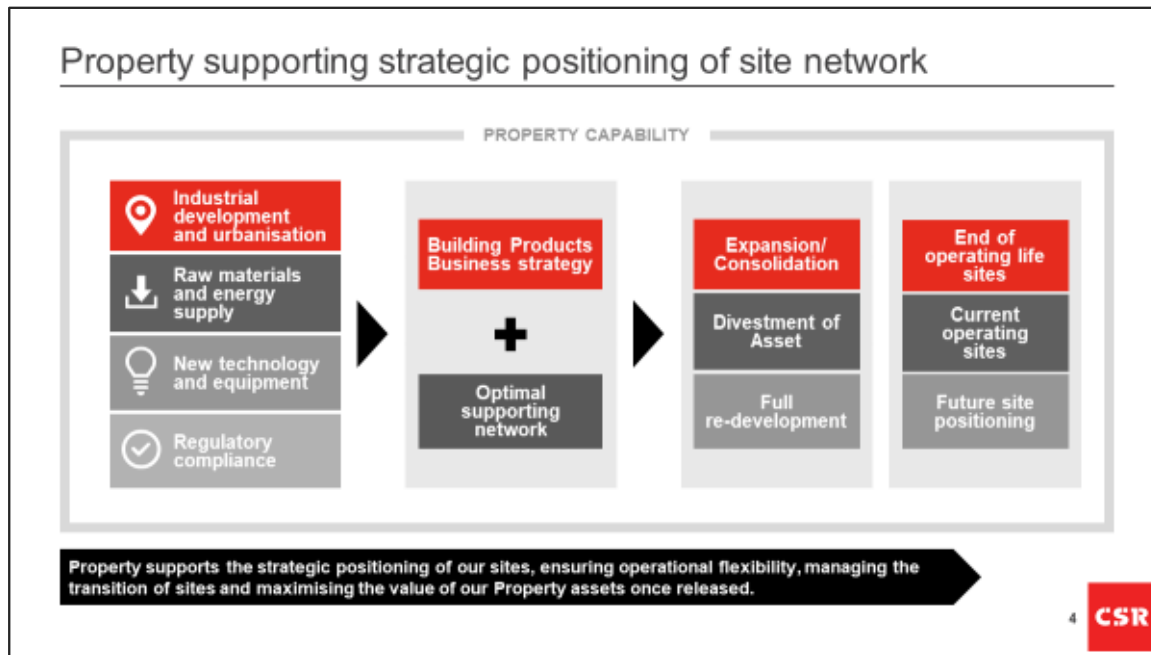 Property supporting strategic positioning of site network
PROPERTY CAPABILITY
Industrial
development
and urbanisation
Raw materials
and energy
supply
New technology
and equipment
Regulatory
compliance
Building Products
Business strategy
+
Optimal
supporting
network
Expansion/
Consolidation
Divestment of
Asset
Full
re-development
End of
operating life
sites
Current
operating
sites
Future site
positioning
Property supports the strategic positioning of our sites, ensuring operational flexibility, managing the
transition of sites and maximising the value of our Property assets once released.
4
CSR